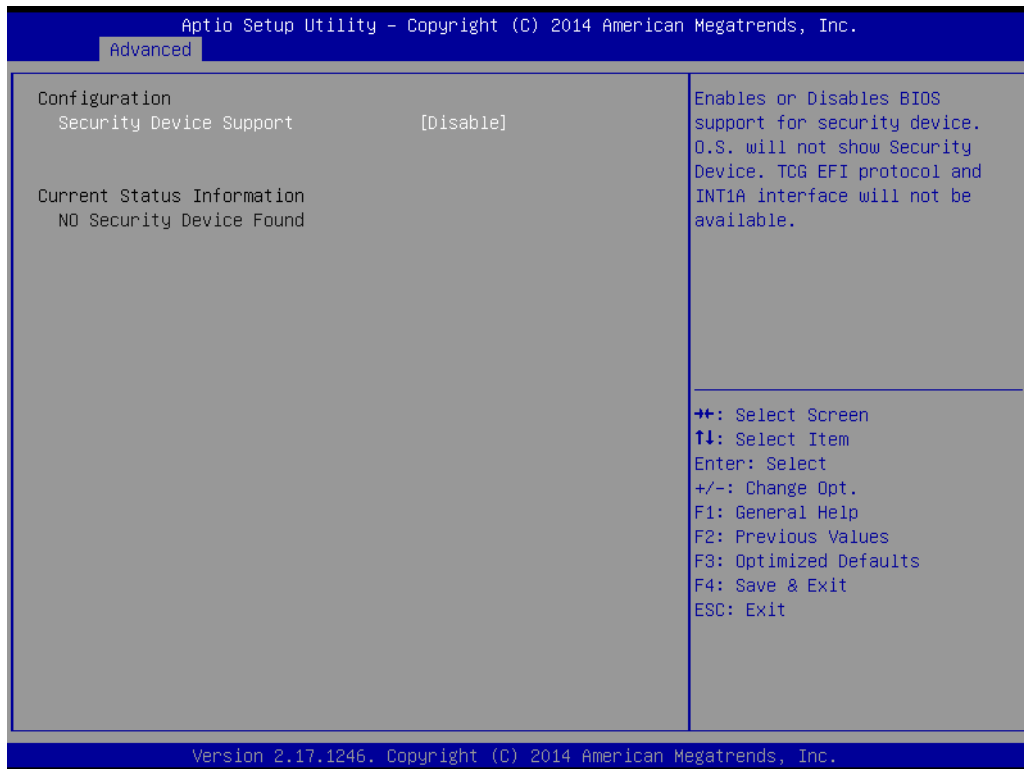 Aptio Setup Utility – Copyright (C) 2014 American Megatrends, Inc.
Advanced
Configuration
Security Device Support [Disable]
Current Status Information
NO Security Device Found
Enables or Disables BIOS
support for security device.
O.S. will not show Security
Device. TCG EFI protocol and
INT1A interface will not be
available.
→←: Select Screen
↑↓: Select Item
Enter: Select
+/-: Change Opt.
F1: General Help
F2: Previous Values
F3: Optimized Defaults
F4: Save & Exit
ESC: Exit
Version 2.17.1246. Copyright (C) 2014 American Megatrends, Inc.